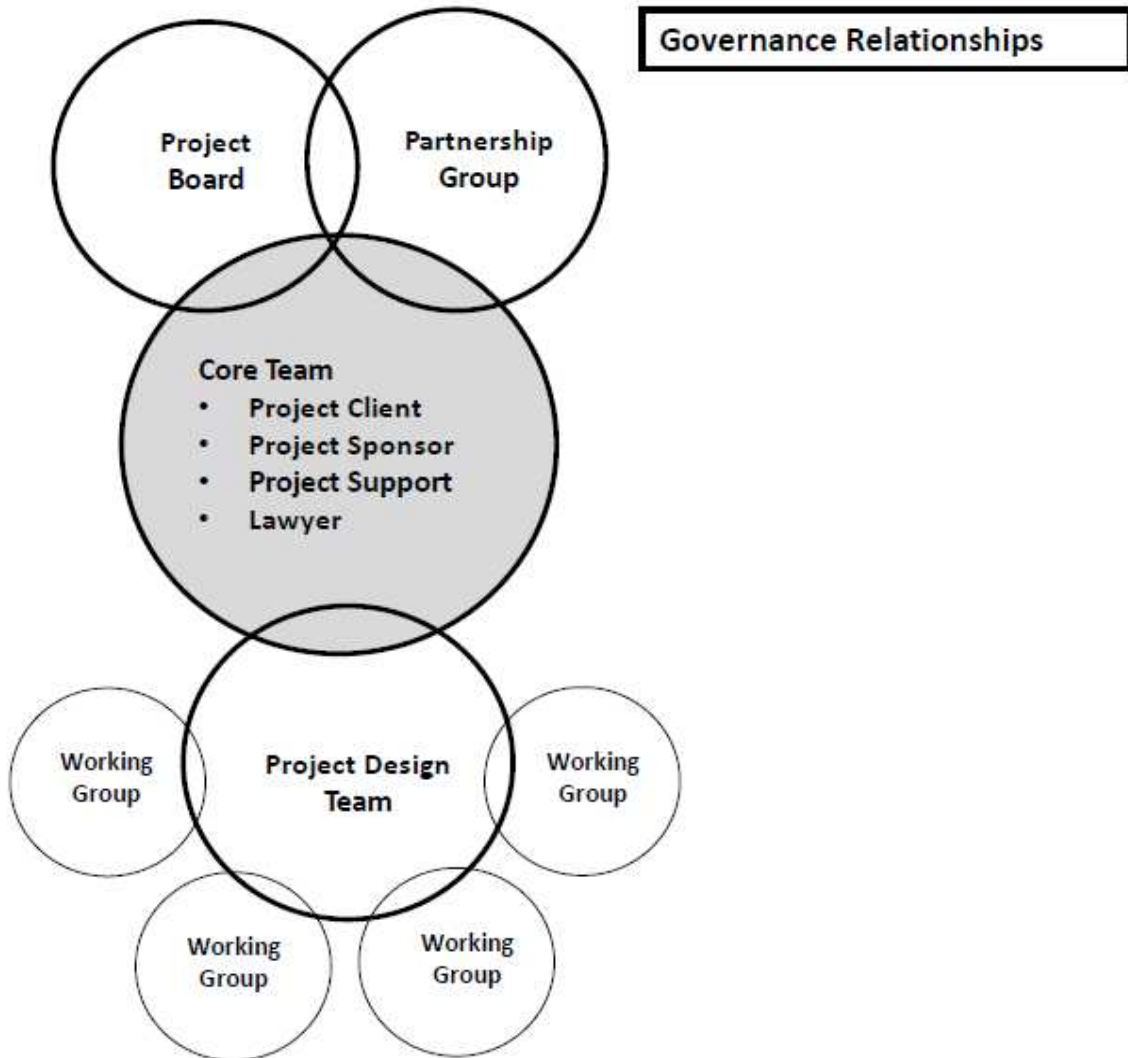 Governance Relationships
Project
Board
Partnership
Group
Core Team
• Project Client
• Project Sponsor
• Project Support
• Lawyer
Working
Group
Project Design
Team
Working
Group
Working
Group
Working
Group